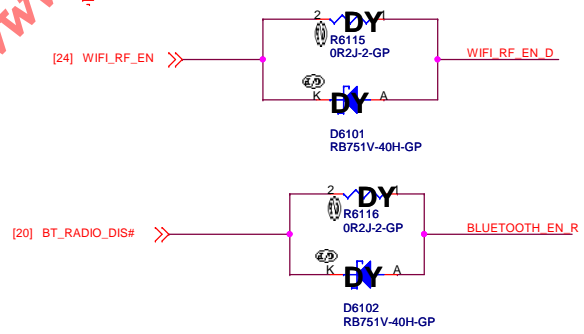 2 DY 1
R6115
0R2J-2-GP
[24] WIFI_RF_EN
WIFI_RF_EN_D
K DY A
D6101
RB751V-40H-GP
2 DY 1
R6116
0R2J-2-GP
[20] BT_RADIO_DIS#
BLUETOOTH_EN_R
K DY A
D6102
RB751V-40H-GP